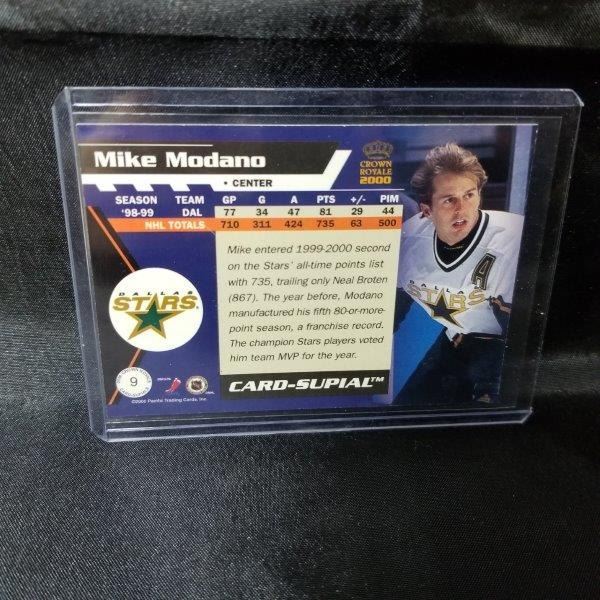 Mike Modano
• CENTER
CROWN
ROYALE
2000
SEASON TEAM GP G A PTS +/- PIM
'98-99 DAL 77 34 47 81 29 44
NHL TOTALS 710 311 424 735 63 500
Mike entered 1999-2000 second
on the Stars' all-time points list
with 735, trailing only Neal Broten
(867). The year before, Modano
manufactured his fifth 80-or-more-
point season, a franchise record.
The champion Stars players voted
him team MVP for the year.
CARD-SUPIAL™
DALLAS
STARS
9
©2000 Pacific Trading Cards, Inc.
A
DALLAS
STARS